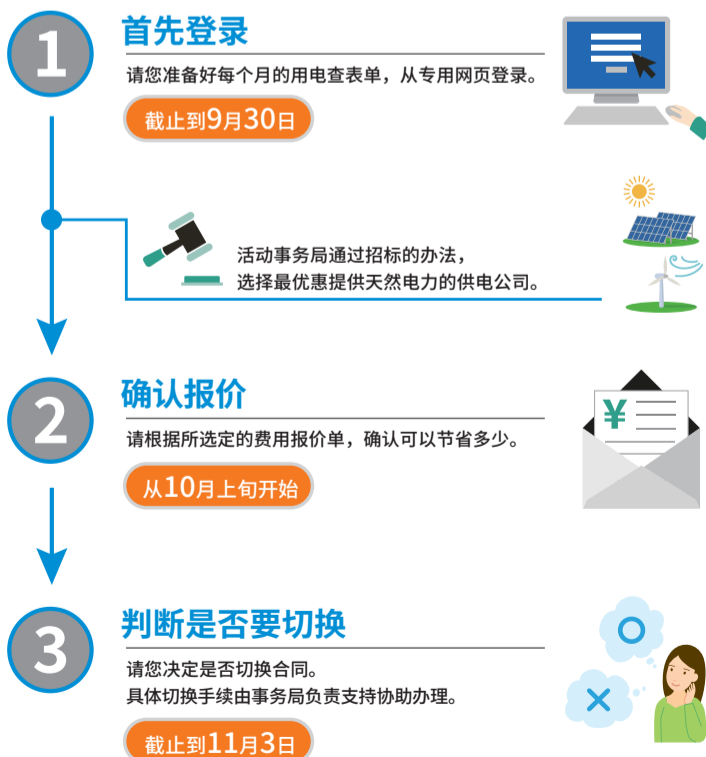 1
首先登录
请您准备好每个月的用电查表单，从专用网页登录。
截止到9月30日
活动事务局通过招标的办法，
选择最优惠提供天然电力的供电公司。
2
确认报价
¥
请根据所选定的费用报价单，确认可以节省多少。
从10月上旬开始
3
判断是否要切换
请您决定是否切换合同。
具体切换手续由事务局负责支持协助办理。
截止到11月3日